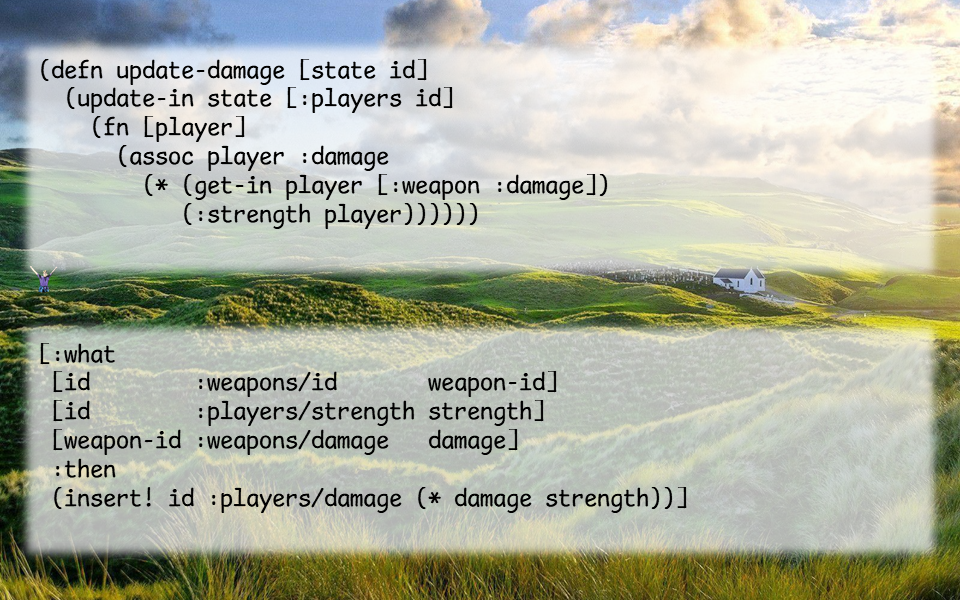 (defn update-damage [state id]
  (update-in state [:players id]
    (fn [player]
      (assoc player :damage
        (* (get-in player [:weapon :damage])
           (:strength player))))))
[:what
 [id        :weapons/id       weapon-id]
 [id        :players/strength strength]
 [weapon-id :weapons/damage   damage]
 :then
 (insert! id :players/damage (* damage strength))]